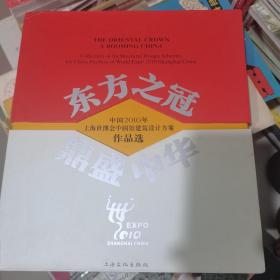 THE ORIENTAL CROWN
A BOOMING CHINA
Collection of Architectural Design Schemes
for China Pavilion of World Expo 2010 Shanghai China
东方之冠
中国2010年
上海世博会中国馆建筑设计方案
作品选
鼎盛中华
EXPO
2010
SHANGHAI CHINA
上海文化出版社